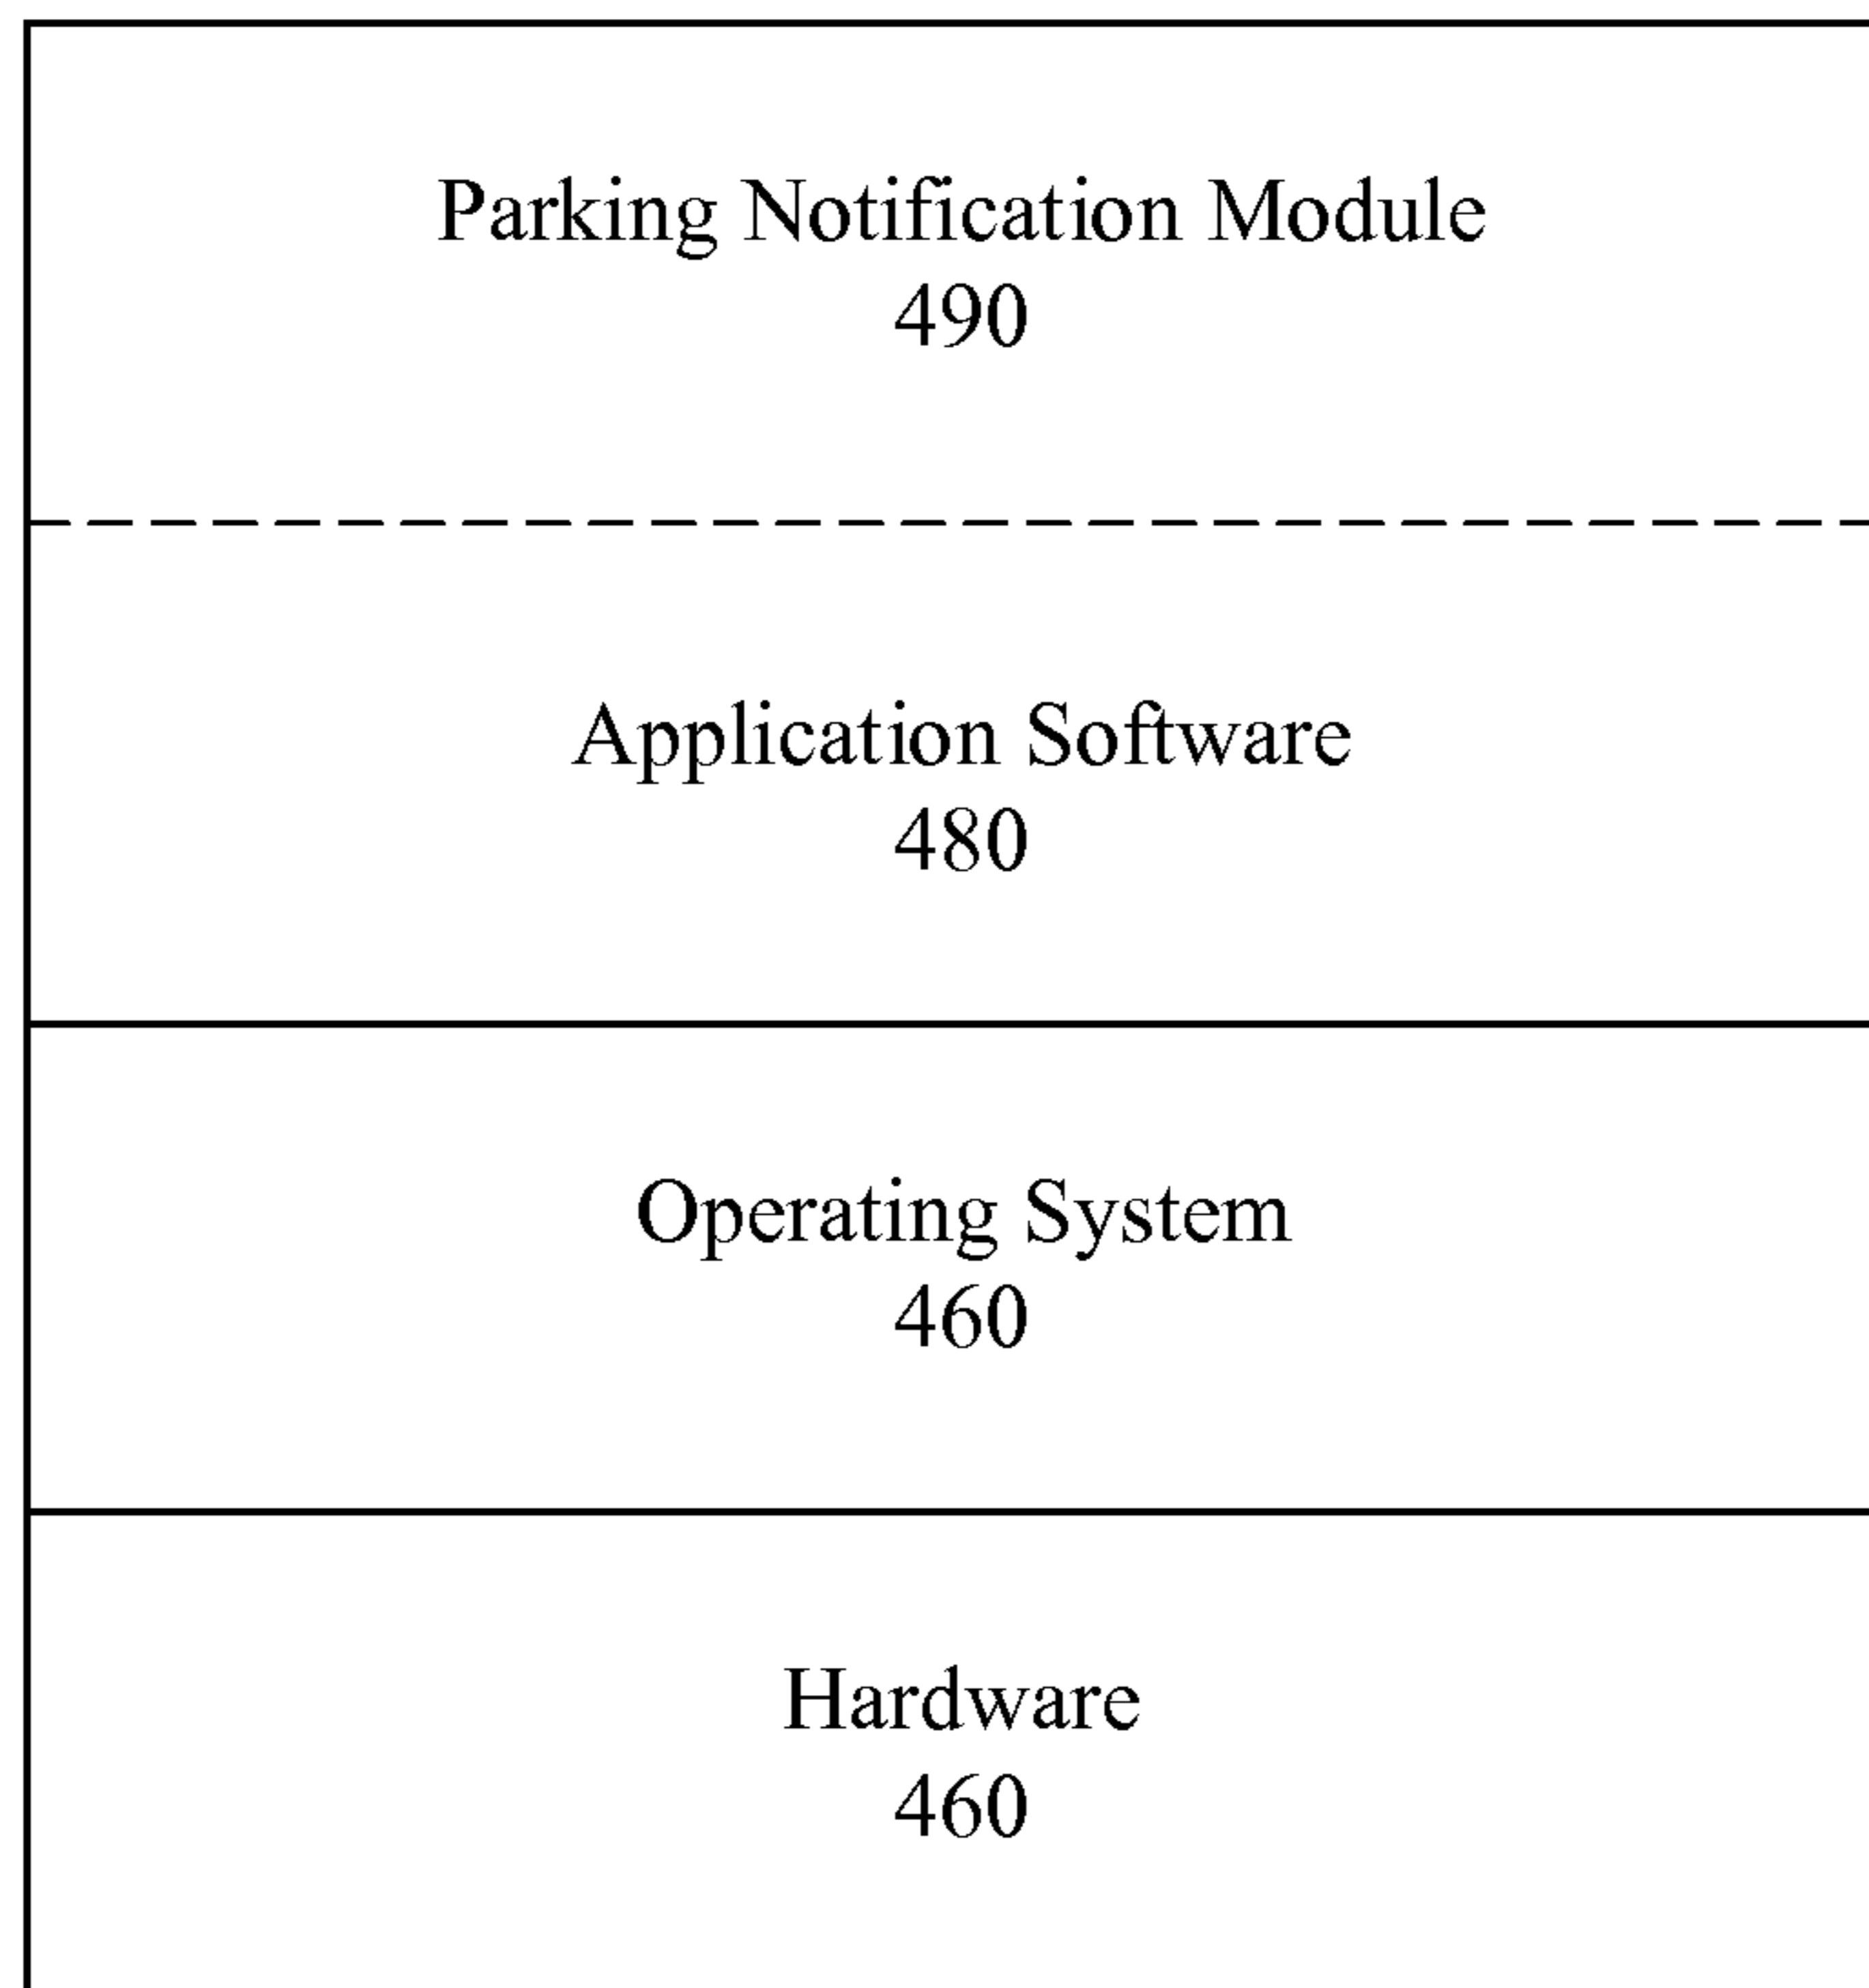 Parking Notification Module
490
Application Software
480
Operating System
460
Hardware
460